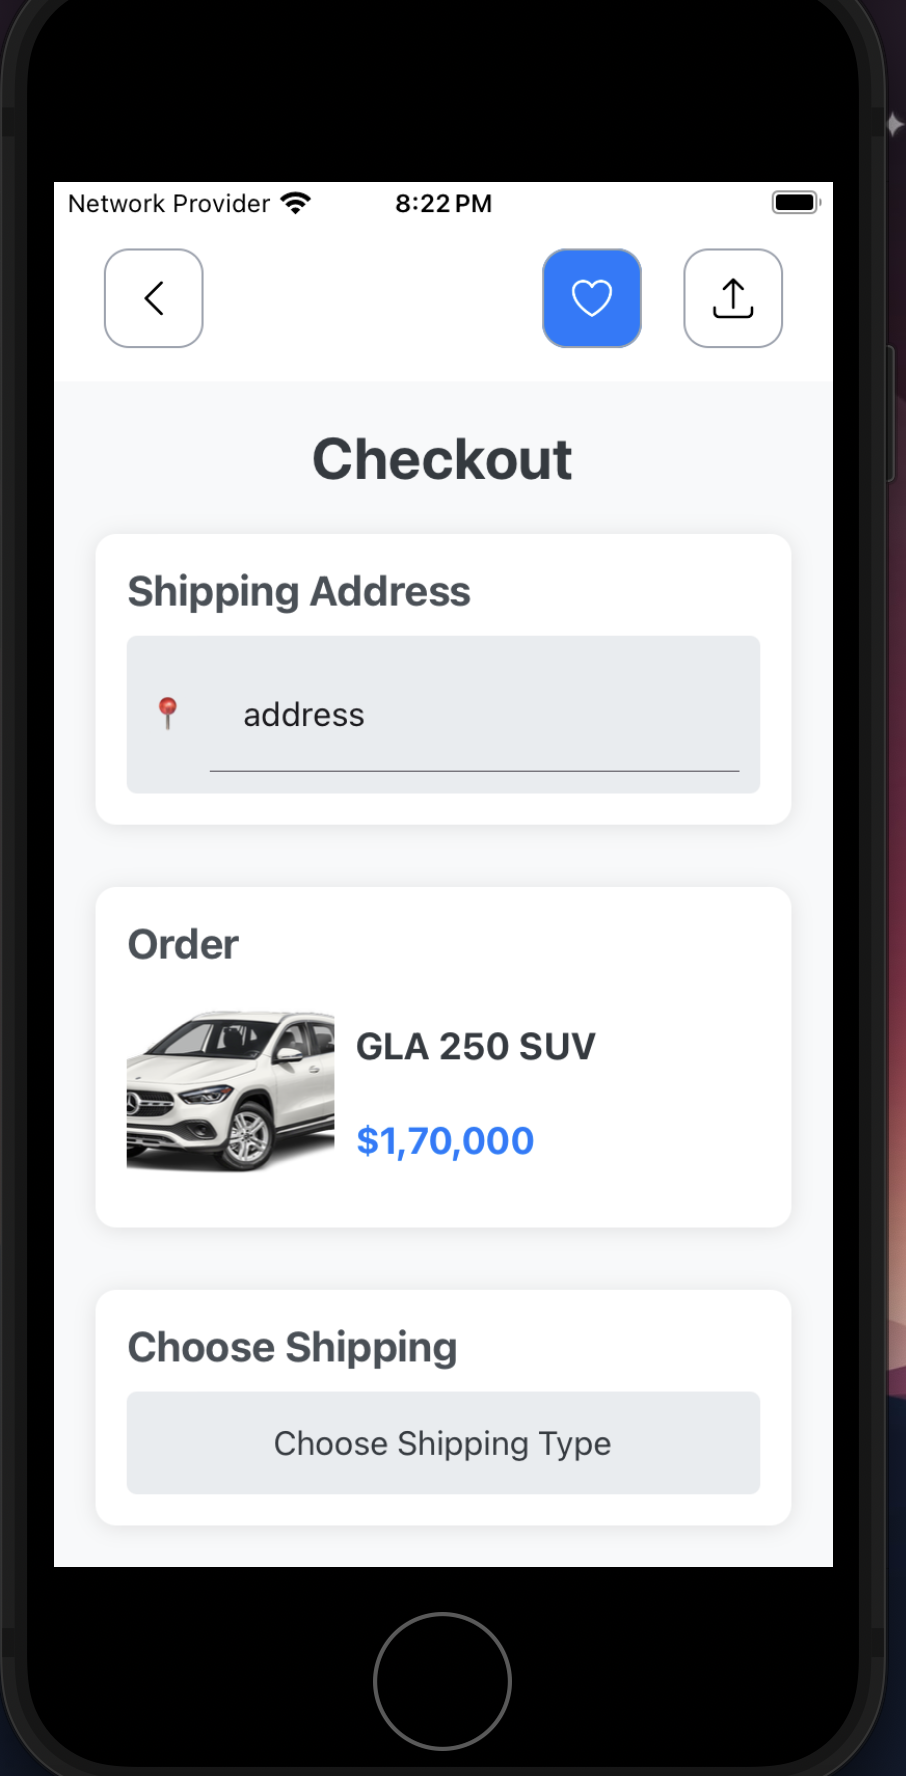 Network Provider 8:22 PM
Checkout
Shipping Address
address
Order
GLA 250 SUV
$1,70,000
Choose Shipping
Choose Shipping Type